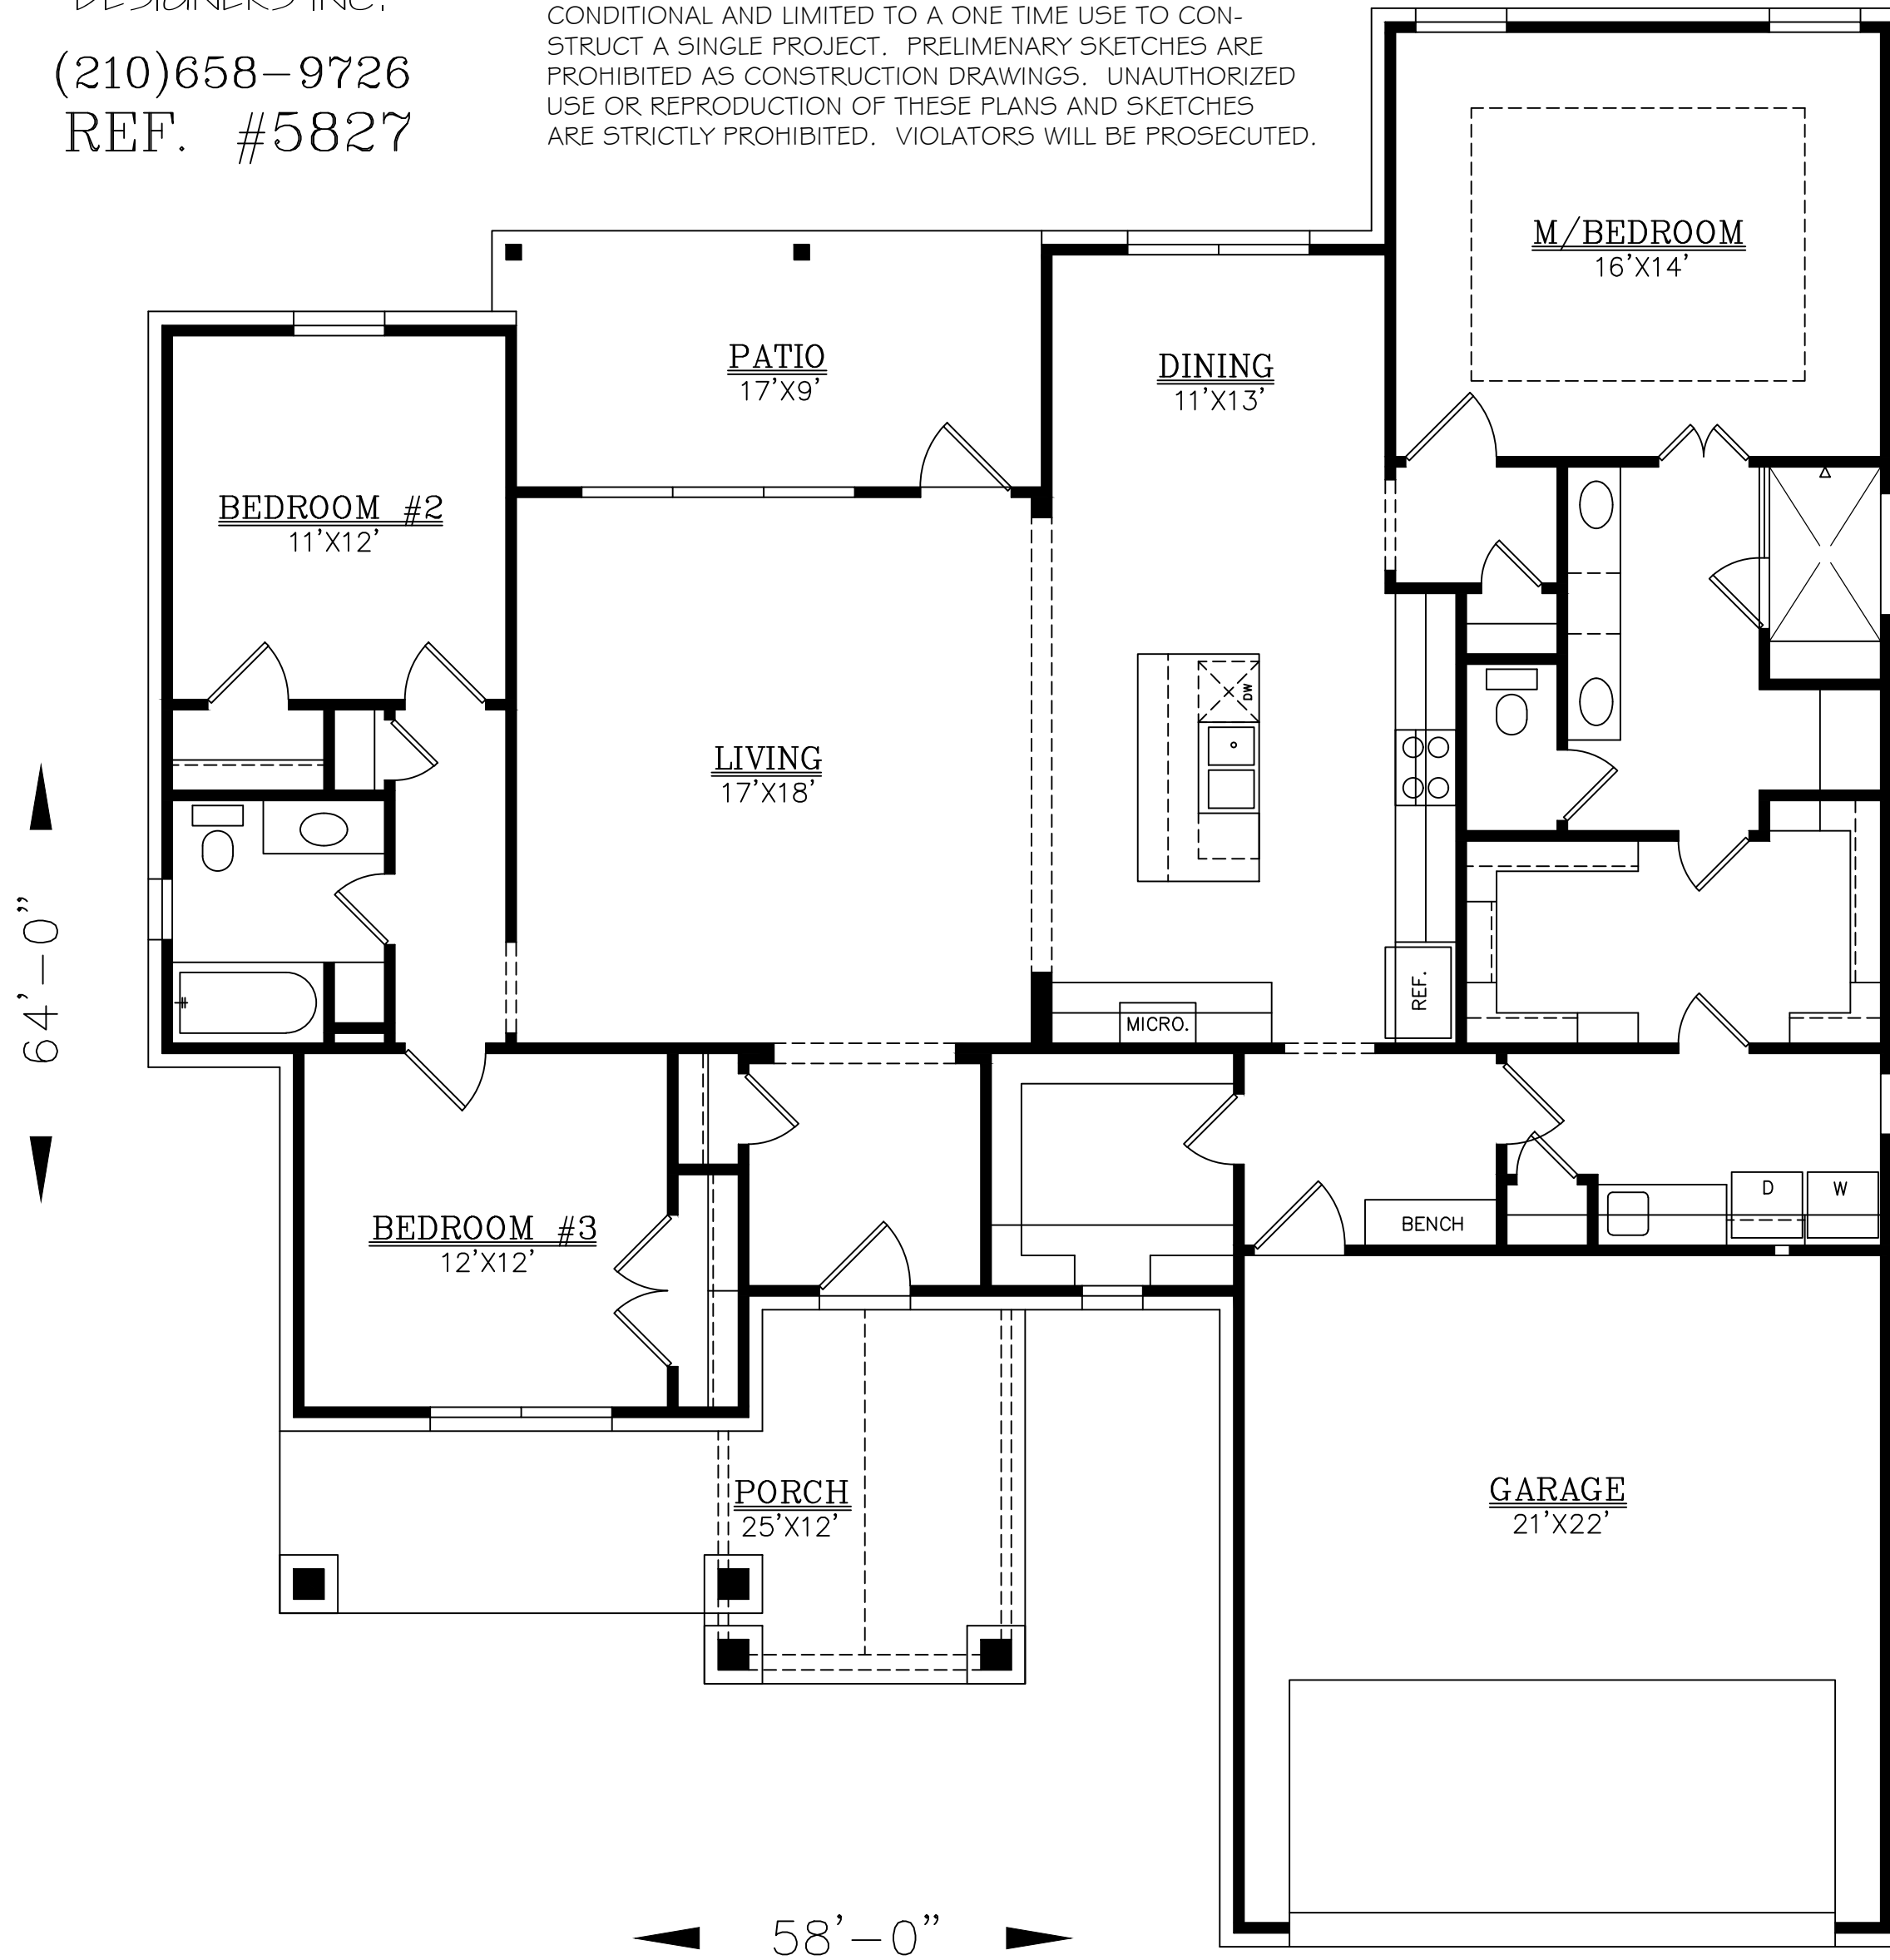 DESIGNERS INC.
(210)658-9726
REF. #5827
CONDITIONAL AND LIMITED TO A ONE TIME USE TO CON-
STRUCT A SINGLE PROJECT. PRELIMENARY SKETCHES ARE
PROHIBITED AS CONSTRUCTION DRAWINGS. UNAUTHORIZED
USE OR REPRODUCTION OF THESE PLANS AND SKETCHES
ARE STRICTLY PROHIBITED. VIOLATORS WILL BE PROSECUTED.
M/BEDROOM
16'X14'
PATIO
17'X9'
DINING
11'X13'
BEDROOM #2
11'X12'
DW
LIVING
17'X18'
64'-0"
REF.
MICRO.
BEDROOM #3
12'X12'
BENCH
D
W
PORCH
25'X12'
GARAGE
21'X22'
58'-0"